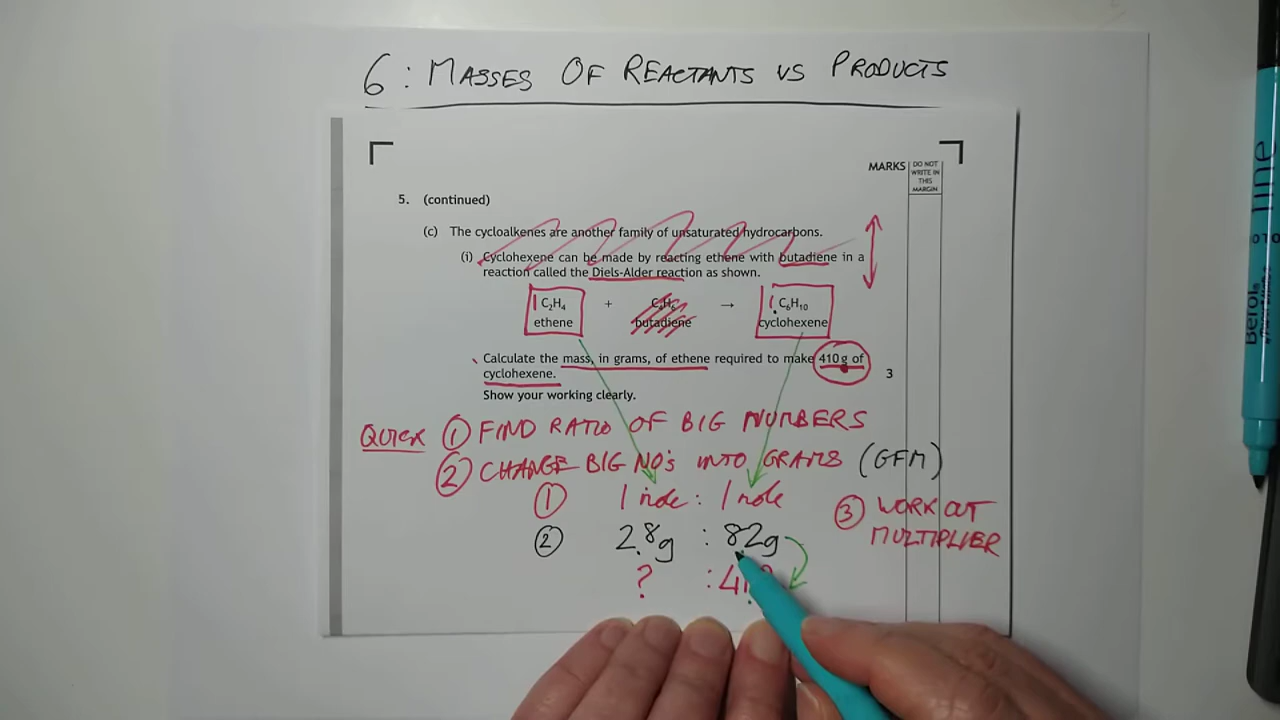 6: MASSES OF REACTANTS VS PRODUCTS
MARKS
DO NOT
WRITE IN
THIS
MARGIN
5. (continued)
(c) The cycloalkenes are another family of unsaturated hydrocarbons.
(i) Cyclohexene can be made by reacting ethene with butadiene in a
reaction called the Diels-Alder reaction as shown.
1 C₂H₄ + C₄H₆ → 1 C₆H₁₀
ethene butadiene cyclohexene
Calculate the mass, in grams, of ethene required to make 410 g of
cyclohexene.
3
Show your working clearly.
QUICK ① FIND RATIO OF BIG NUMBERS
② CHANGE BIG NO's INTO GRAMS (GFM)
① 1 mole : 1 mole
③ WORK OUT
MULTIPLIER
② 28g : 82g
? :
Berol
line